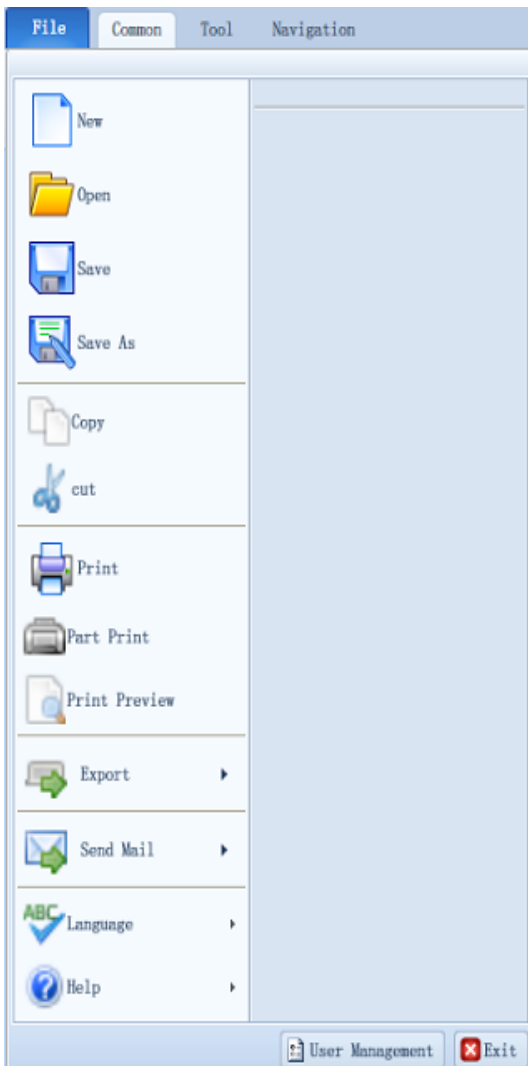 File Common Tool Navigation
New
Open
Save
Save As
Copy
cut
Print
Part Print
Print Preview
Export
Send Mail
ABC
Language
Help
User Management Exit